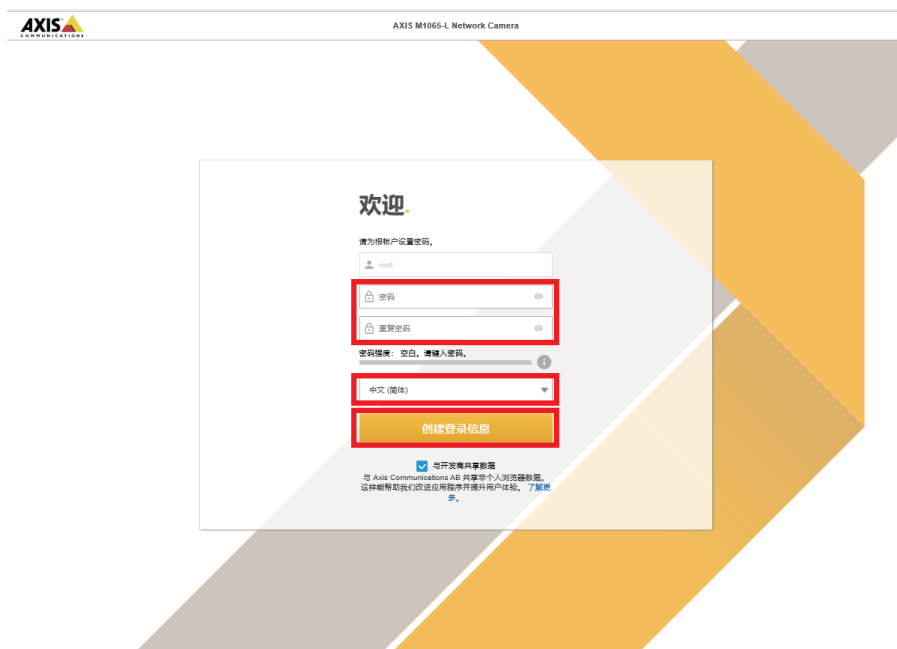 AXIS
COMMUNICATIONS
AXIS M1065-L Network Camera
欢迎.
请为根帐户设置密码。
root
密码
重复密码
密码强度: 空白。请键入密码。
i
中文 (简体)
创建登录信息
与开发商共享数据
与 Axis Communications AB 共享非个人浏览器数据。
这样能帮助我们改进应用程序并提升用户体验。 了解更
多。